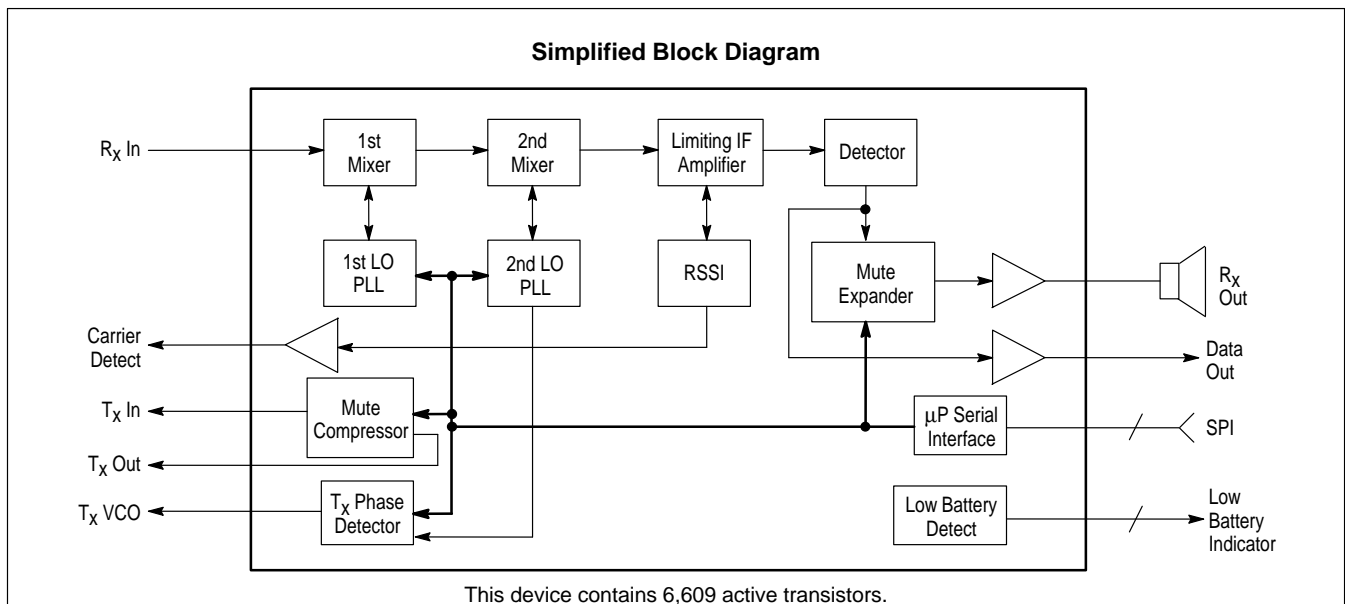 Simplified Block Diagram
Rx In
1st
Mixer
2nd
Mixer
Limiting IF
Amplifier
Detector
1st LO
PLL
2nd LO
PLL
RSSI
Mute
Expander
Rx
Out
Carrier
Detect
Data
Out
Tx In
Mute
Compressor
µP Serial
Interface
SPI
Tx Out
Tx VCO
Tx Phase
Detector
Low Battery
Detect
Low
Battery
Indicator
This device contains 6,609 active transistors.